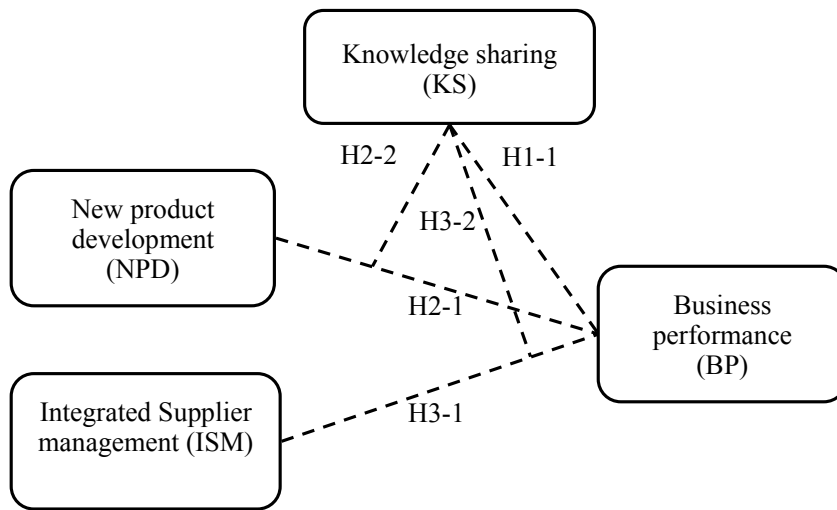 Knowledge sharing
(KS)
H2-2
H1-1
New product
development
(NPD)
H3-2
H2-1
Business
performance
(BP)
Integrated Supplier
management (ISM)
H3-1